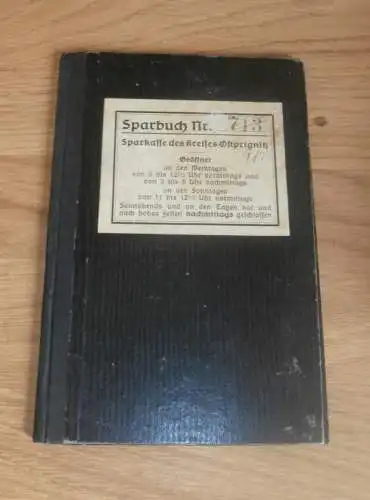 Sparbuch Nr. 713
Sparkasse des Kreises Ostprignitz
Geöffnet
an den Werktagen
von 9 bis 12½ Uhr vormittags und
von 3 bis 5 Uhr nachmittags
an den Sonntagen
von 11 bis 12½ Uhr vormittags
Sonnabends und an den Tagen vor und
nach hohen Festen nachmittags geschlossen